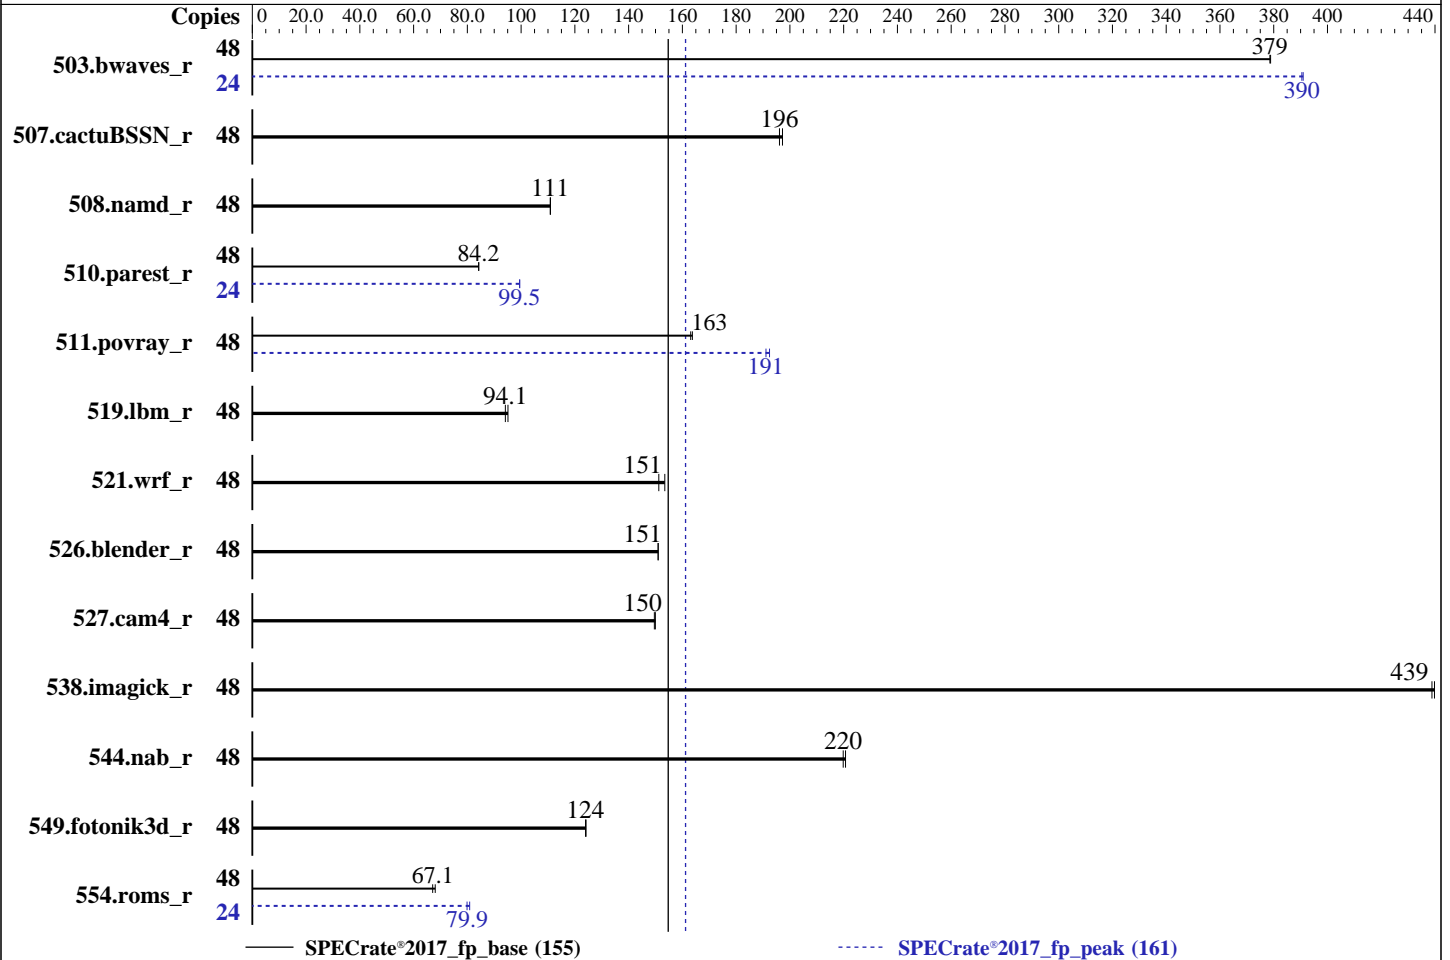 Copies 0 20.0 40.0 60.0 80.0 100 120 140 160 180 200 220 240 260 280 300 320 340 360 380 400 440
503.bwaves_r 48 379
24 390
507.cactuBSSN_r 48 196
508.namd_r 48 111
510.parest_r 48 84.2
24 99.5
511.povray_r 48 163
191
519.lbm_r 48 94.1
521.wrf_r 48 151
526.blender_r 48 151
527.cam4_r 48 150
538.imagick_r 48 439
544.nab_r 48 220
549.fotonik3d_r 48 124
554.roms_r 48 67.1
24 79.9
SPECrate®2017_fp_base (155) SPECrate®2017_fp_peak (161)